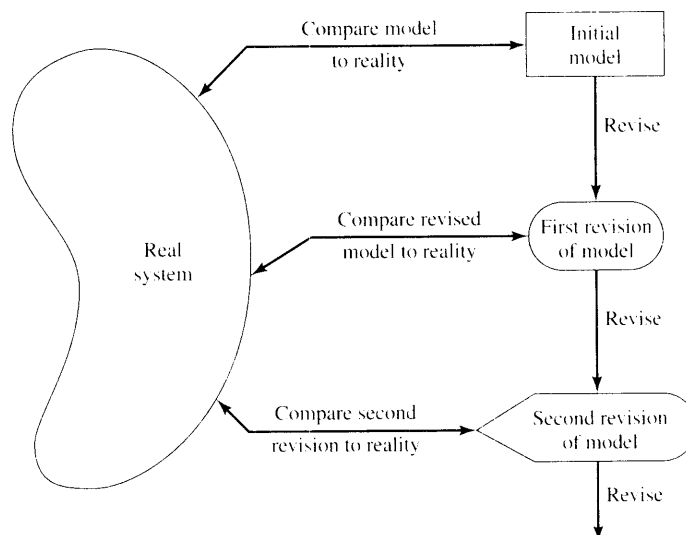 Compare model
to reality
Initial
model
Revise
Real
system
Compare revised
model to reality
First revision
of model
Revise
Compare second
revision to reality
Second revision
of model
Revise